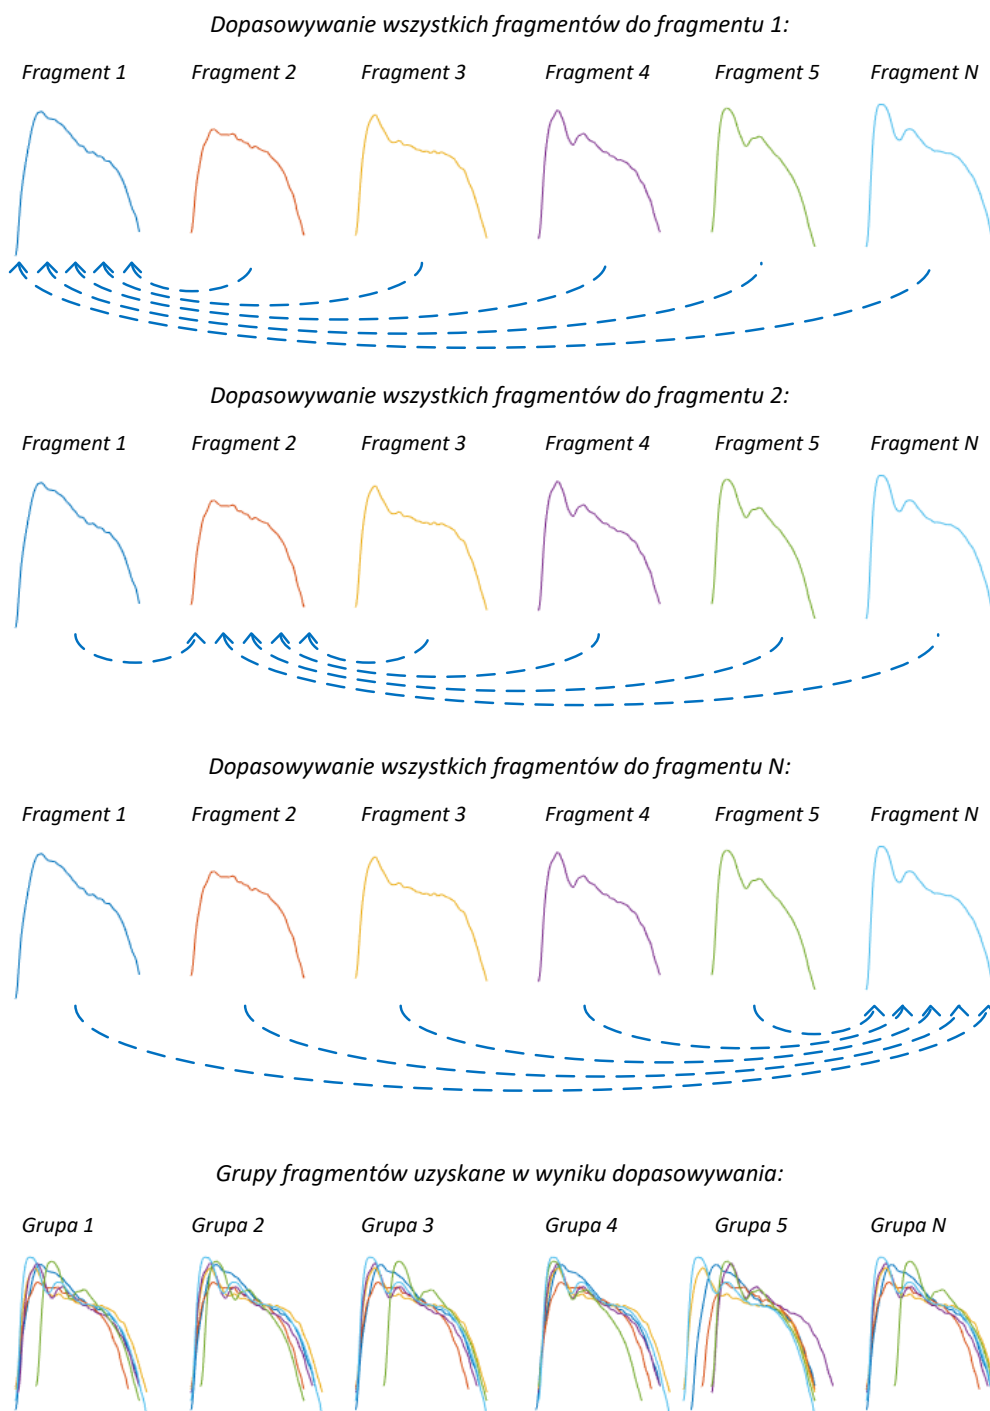 Dopasowywanie wszystkich fragmentów do fragmentu 1:
Fragment 1 Fragment 2 Fragment 3 Fragment 4 Fragment 5 Fragment N
Dopasowywanie wszystkich fragmentów do fragmentu 2:
Fragment 1 Fragment 2 Fragment 3 Fragment 4 Fragment 5 Fragment N
Dopasowywanie wszystkich fragmentów do fragmentu N:
Fragment 1 Fragment 2 Fragment 3 Fragment 4 Fragment 5 Fragment N
Grupy fragmentów uzyskane w wyniku dopasowywania:
Grupa 1 Grupa 2 Grupa 3 Grupa 4 Grupa 5 Grupa N